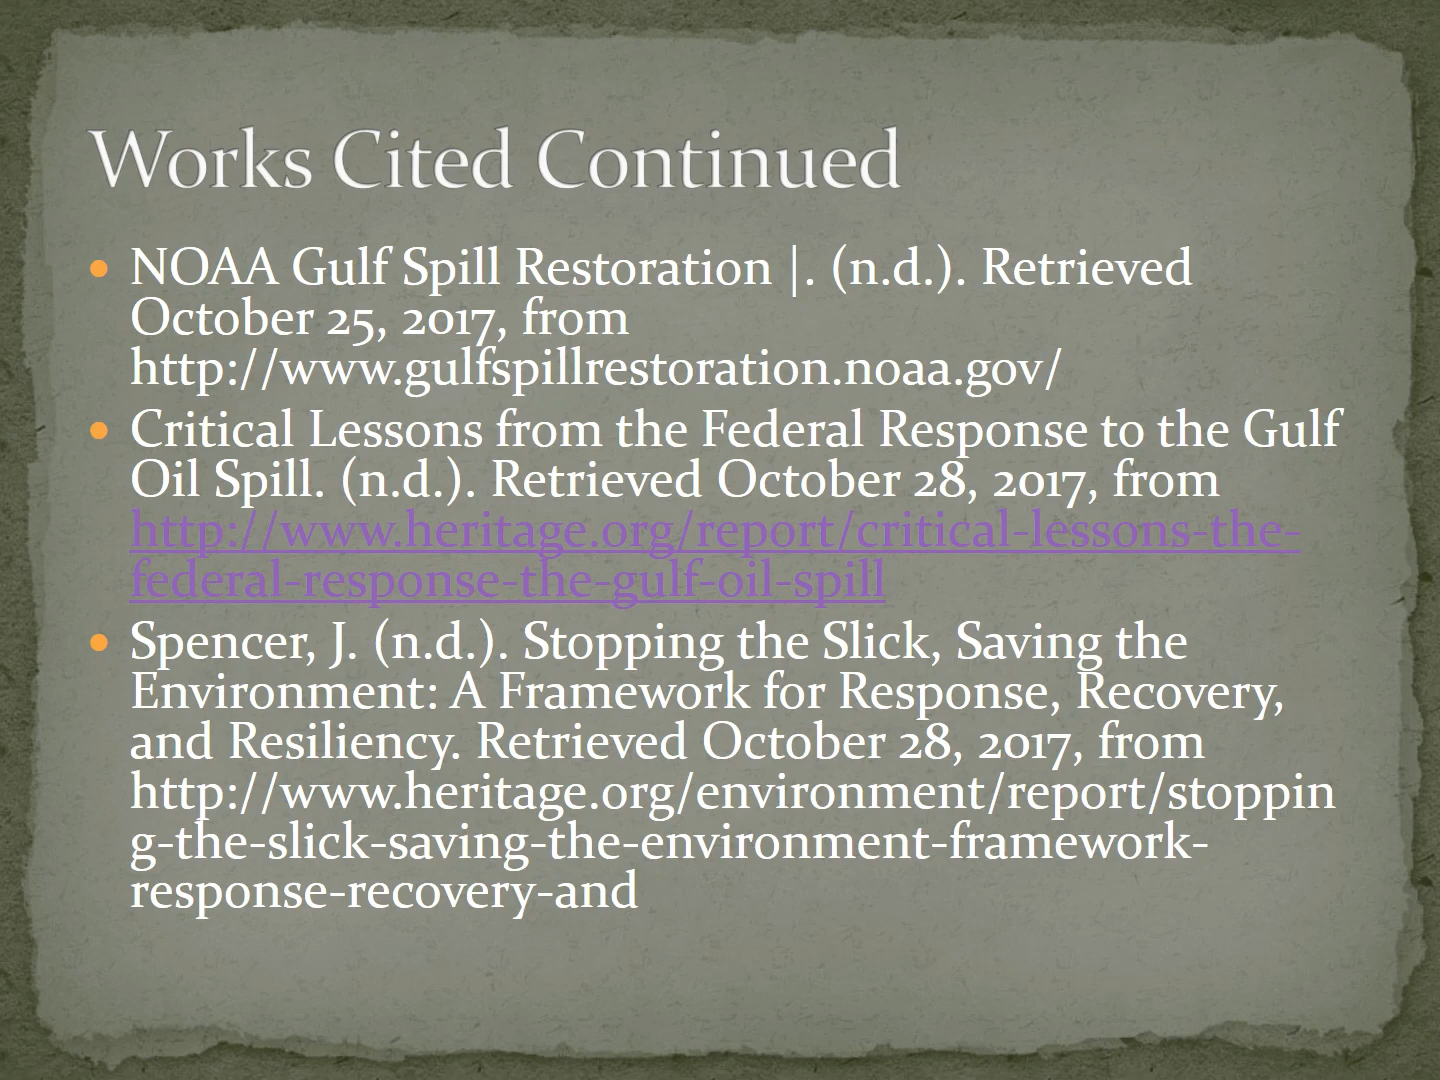 Works Cited Continued
• NOAA Gulf Spill Restoration |. (n.d.). Retrieved
October 25, 2017, from
http://www.gulfspillrestoration.noaa.gov/
• Critical Lessons from the Federal Response to the Gulf
Oil Spill. (n.d.). Retrieved October 28, 2017, from
http://www.heritage.org/report/critical-lessons-the-
federal-response-the-gulf-oil-spill
• Spencer, J. (n.d.). Stopping the Slick, Saving the
Environment: A Framework for Response, Recovery,
and Resiliency. Retrieved October 28, 2017, from
http://www.heritage.org/environment/report/stoppin
g-the-slick-saving-the-environment-framework-
response-recovery-and